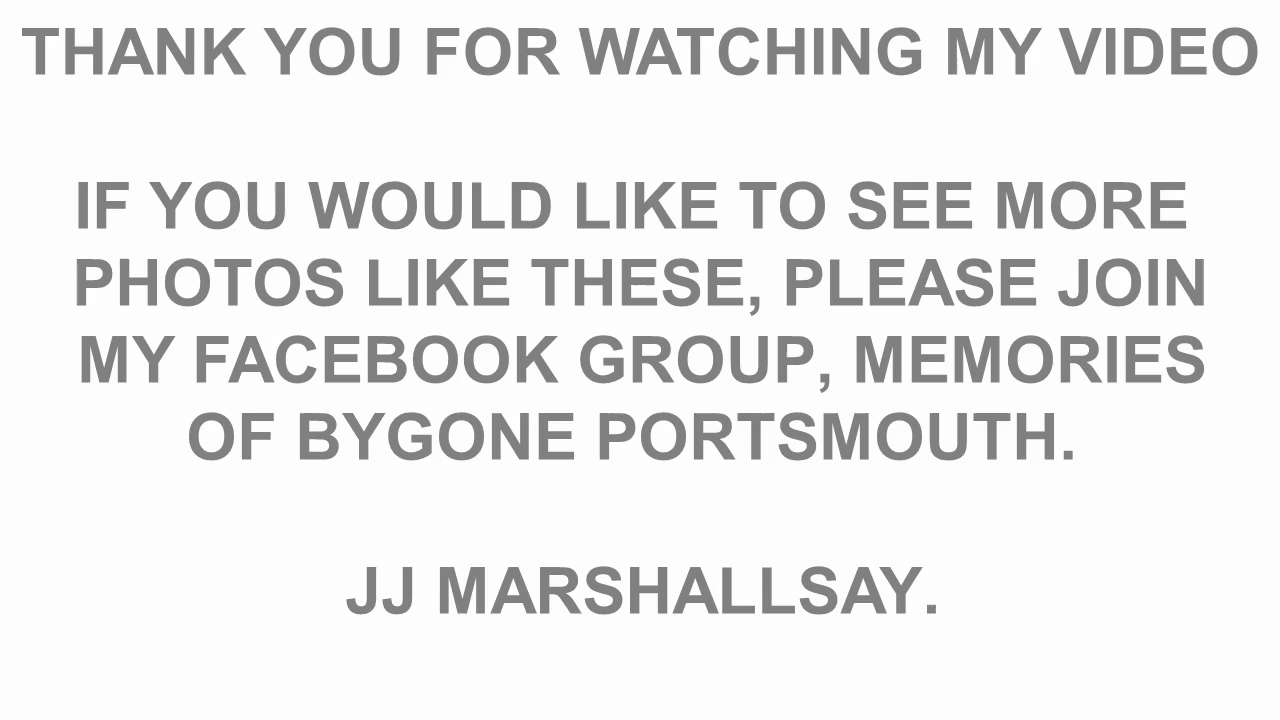 THANK YOU FOR WATCHING MY VIDEO
IF YOU WOULD LIKE TO SEE MORE
PHOTOS LIKE THESE, PLEASE JOIN
MY FACEBOOK GROUP, MEMORIES
OF BYGONE PORTSMOUTH.
JJ MARSHALLSAY.